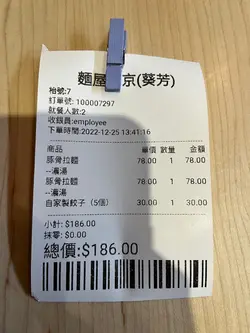 麵屋 京(葵芳)
枱號:7
訂單號: 100007297
就餐人數:2
收銀員:employee
下單時間:2022-12-25 13:41:16
商品 單價 數量 金額
豚骨拉麵 78.00 1 78.00
--瀛湯
豚骨拉麵 78.00 1 78.00
--瀛湯
自家製餃子（5個） 30.00 1 30.00
小計: $186.00
抹零: $0.00
總價:$186.00